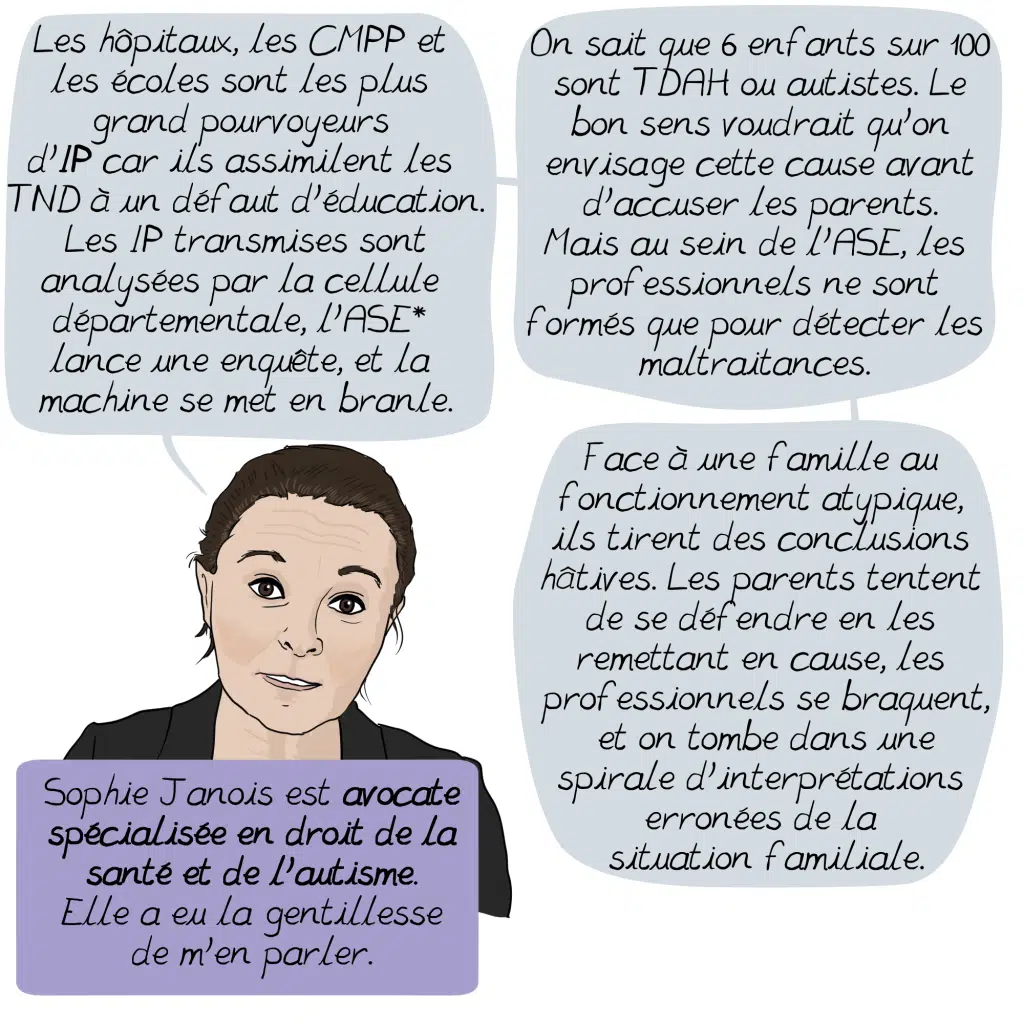 Les hôpitaux, les CMPP et
les écoles sont les plus
grand pourvoyeurs
d'IP car ils assimilent les
TND à un défaut d'éducation.
Les IP transmises sont
analysées par la cellule
départementale, l'ASE*
lance une enquête, et la
machine se met en branle.
On sait que 6 enfants sur 100
sont TDAH ou autistes. Le
bon sens voudrait qu'on
envisage cette cause avant
d'accuser les parents.
Mais au sein de l'ASE, les
professionnels ne sont
formés que pour détecter les
maltraitances.
Face à une famille au
fonctionnement atypique,
ils tirent des conclusions
hâtives. Les parents tentent
de se défendre en les
remettant en cause, les
professionnels se braquent,
et on tombe dans une
spirale d'interprétations
erronées de la
situation familiale.
Sophie Janois est avocate
spécialisée en droit de la
santé et de l'autisme.
Elle a eu la gentillesse
de m'en parler.